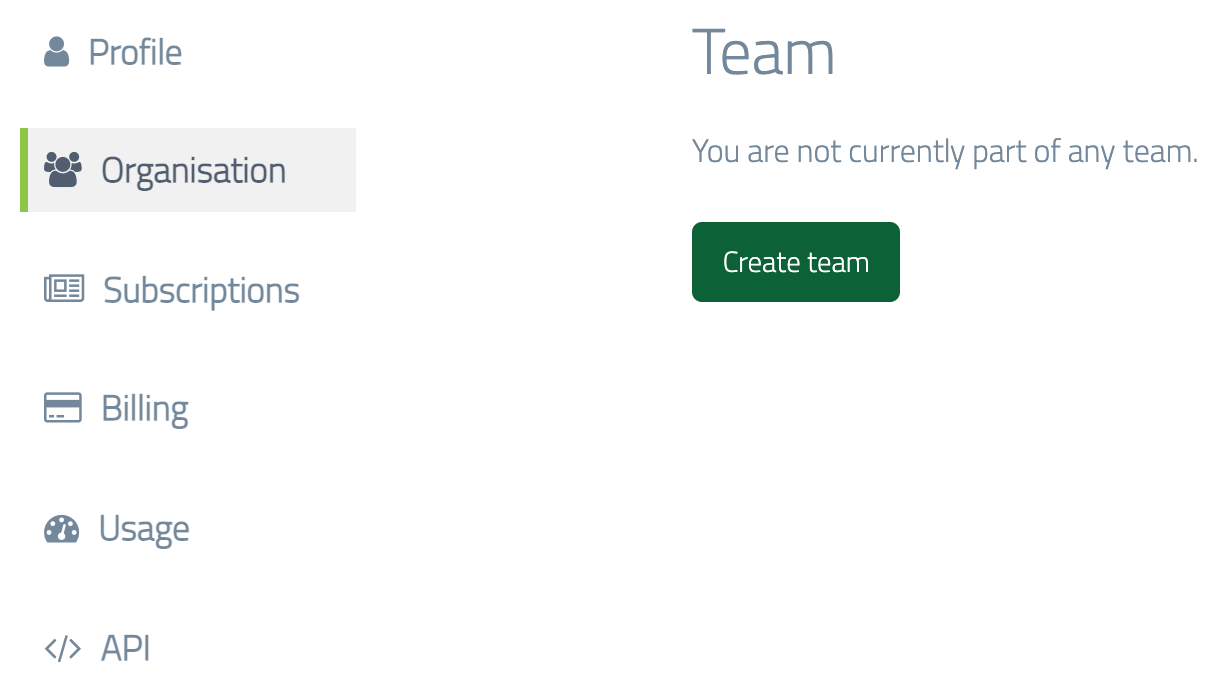 Profile
Organisation
Subscriptions
Billing
Usage
API
Team
You are not currently part of any team.
Create team